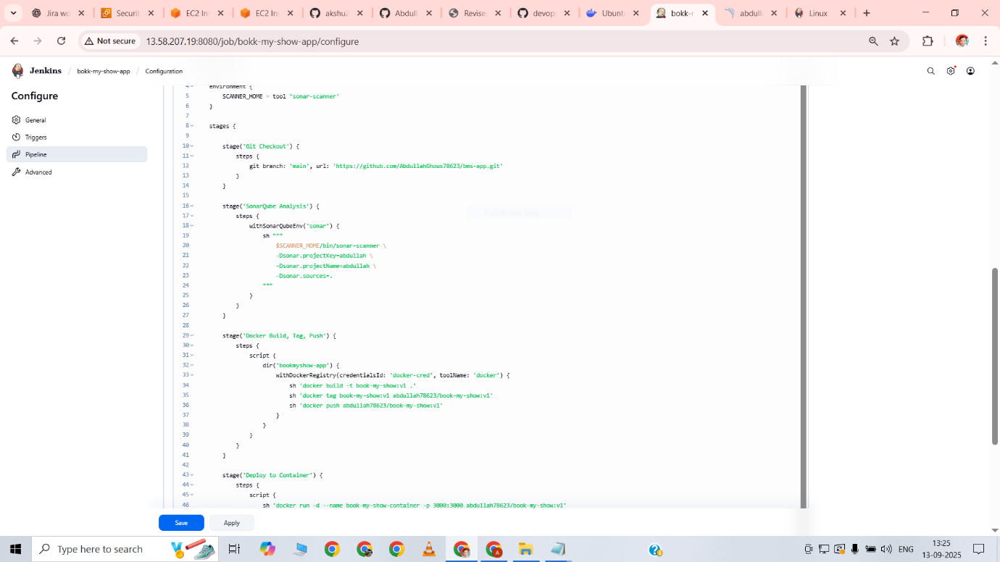 Jira wo
Securit
EC2 In
EC2 In
akshu2
Abdull
Revise
devop
Ubunt
bokk-r
abdull
Linux
Not secure
13.58.207.19:8080/job/bokk-my-show-app/configure
Jenkins / bokk-my-show-app / Configuration
Configure
General
Triggers
Pipeline
Advanced
4 environment {
5 SCANNER_HOME = tool 'sonar-scanner'
6 }
7
8 stages {
9
10 stage('Git Checkout') {
11 steps {
12 git branch: 'main', url: 'https://github.com/AbdullahGhous78623/bms-app.git'
13 }
14 }
15
16 stage('SonarQube Analysis') {
17 steps {
18 withSonarQubeEnv('sonar') {
19 sh """
20 $SCANNER_HOME/bin/sonar-scanner \
21 -Dsonar.projectKey=abdullah \
22 -Dsonar.projectName=abdullah \
23 -Dsonar.sources=.
24 """
25 }
26 }
27 }
28
29 stage('Docker Build, Tag, Push') {
30 steps {
31 script {
32 dir('bookmyshow-app') {
33 withDockerRegistry(credentialsId: 'docker-cred', toolName: 'docker') {
34 sh 'docker build -t book-my-show:v1 .'
35 sh 'docker tag book-my-show:v1 abdullah78623/book-my-show:v1'
36 sh 'docker push abdullah78623/book-my-show:v1'
37 }
38 }
39 }
40 }
41 }
42
43 stage('Deploy to Container') {
44 steps {
45 script {
46 sh 'docker run -d --name book-my-show-container -p 3000:3000 abdullah78623/book-my-show:v1'
Save
Apply
Type here to search
ENG
13:25
13-09-2025